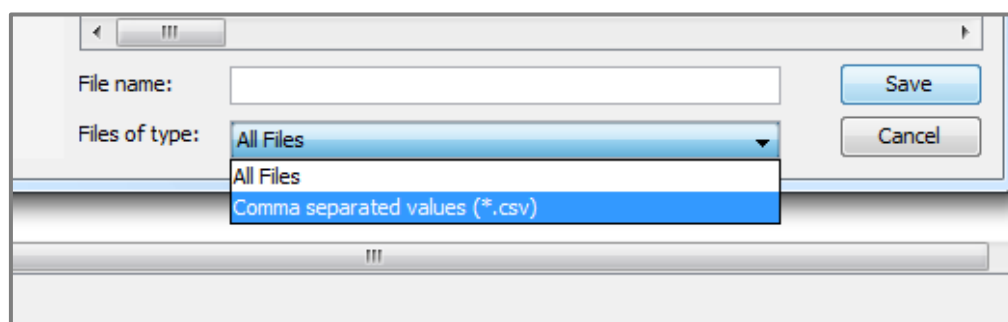 File name:
Save
Files of type:
All Files
Cancel
All Files
Comma separated values (*.csv)